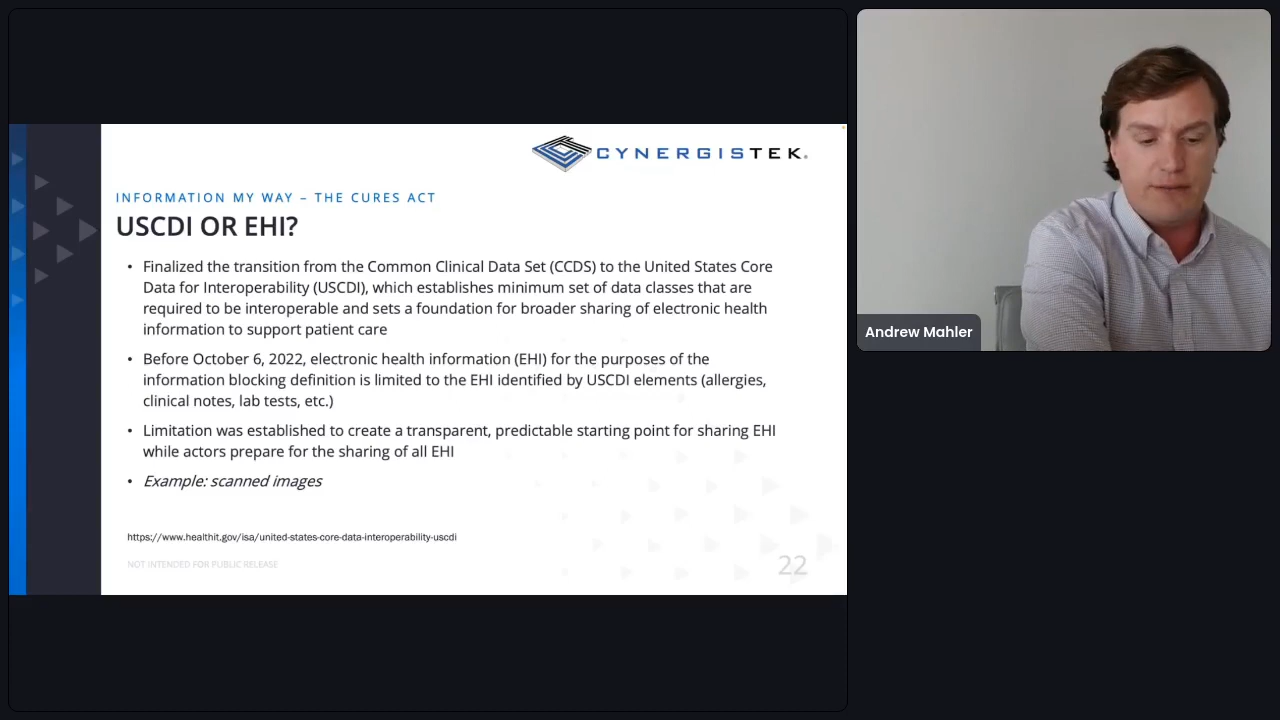 CYNERGISTEK.
INFORMATION MY WAY – THE CURES ACT
USCDI OR EHI?
• Finalized the transition from the Common Clinical Data Set (CCDS) to the United States Core
Data for Interoperability (USCDI), which establishes minimum set of data classes that are
required to be interoperable and sets a foundation for broader sharing of electronic health
information to support patient care
• Before October 6, 2022, electronic health information (EHI) for the purposes of the
information blocking definition is limited to the EHI identified by USCDI elements (allergies,
clinical notes, lab tests, etc.)
• Limitation was established to create a transparent, predictable starting point for sharing EHI
while actors prepare for the sharing of all EHI
• Example: scanned images
https://www.healthit.gov/isa/united-states-core-data-interoperability-uscdi
NOT INTENDED FOR PUBLIC RELEASE
22
Andrew Mahler